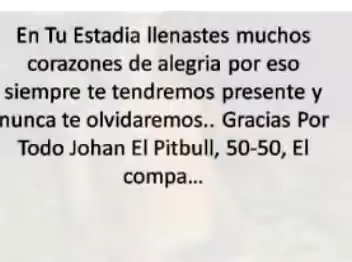 En Tu Estadia llenastes muchos
corazones de alegria por eso
siempre te tendremos presente y
nunca te olvidaremos.. Gracias Por
Todo Johan El Pitbull, 50-50, El
compa...